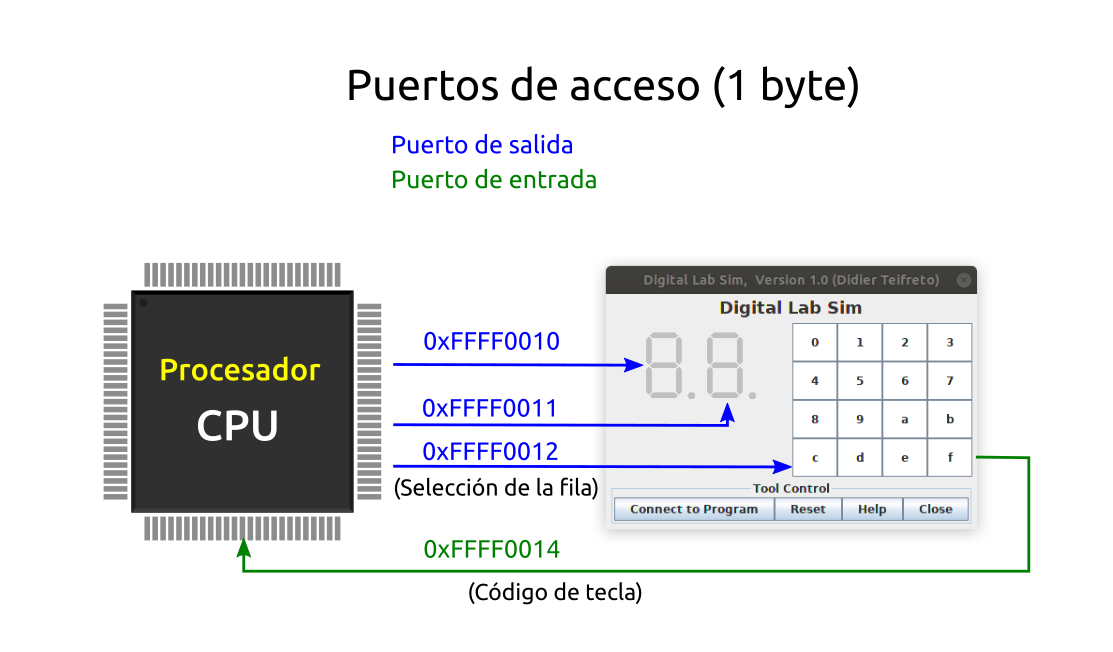 Puertos de acceso (1 byte)
Puerto de salida
Puerto de entrada
Procesador
CPU
0xFFFF0010
0xFFFF0011
0xFFFF0012
(Selección de la fila)
0xFFFF0014
(Código de tecla)
Digital Lab Sim, Version 1.0 (Didier Teifreto)
Digital Lab Sim
0 1 2 3
4 5 6 7
8 9 a b
c d e f
Tool Control
Connect to Program Reset Help Close